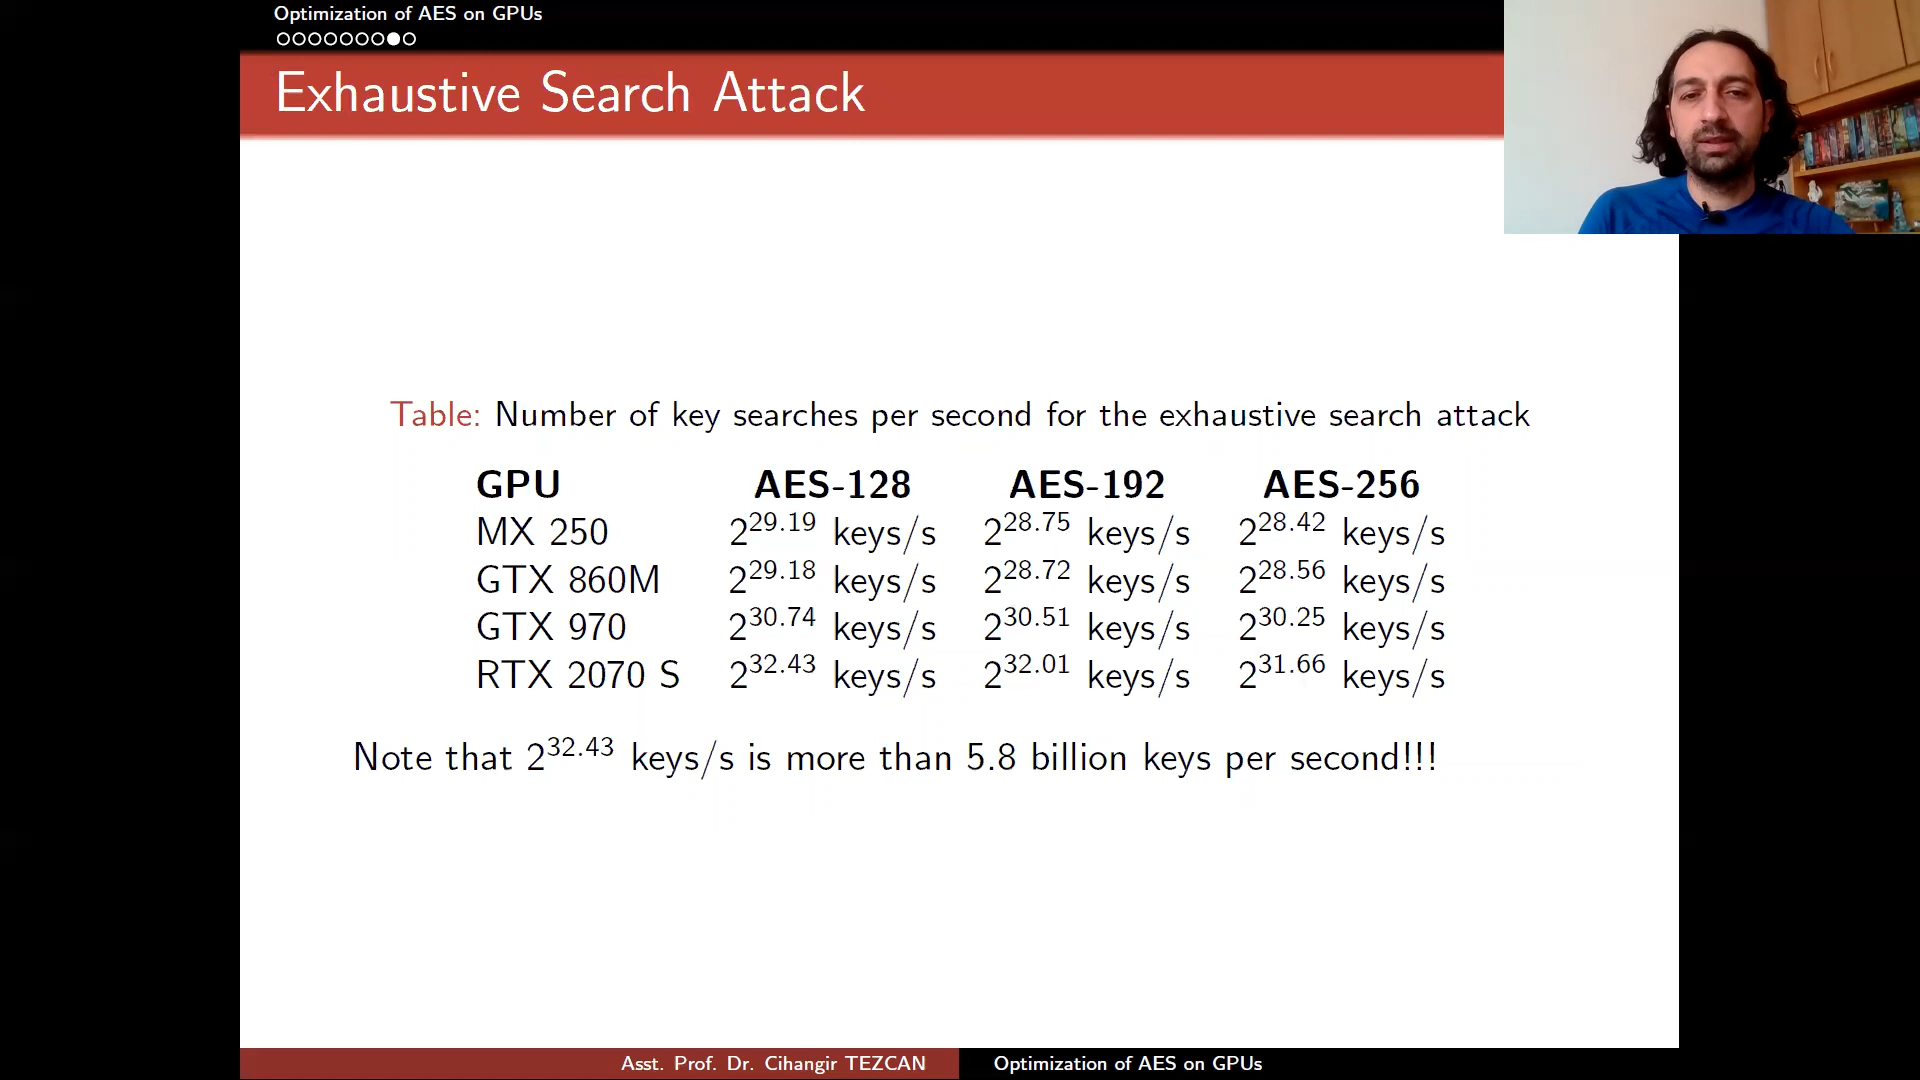 Optimization of AES on GPUs
Exhaustive Search Attack
Table: Number of key searches per second for the exhaustive search attack
GPU AES-128 AES-192 AES-256
MX 250 2^29.19 keys/s 2^28.75 keys/s 2^28.42 keys/s
GTX 860M 2^29.18 keys/s 2^28.72 keys/s 2^28.56 keys/s
GTX 970 2^30.74 keys/s 2^30.51 keys/s 2^30.25 keys/s
RTX 2070 S 2^32.43 keys/s 2^32.01 keys/s 2^31.66 keys/s
Note that 2^32.43 keys/s is more than 5.8 billion keys per second!!!
Asst. Prof. Dr. Cihangir TEZCAN Optimization of AES on GPUs